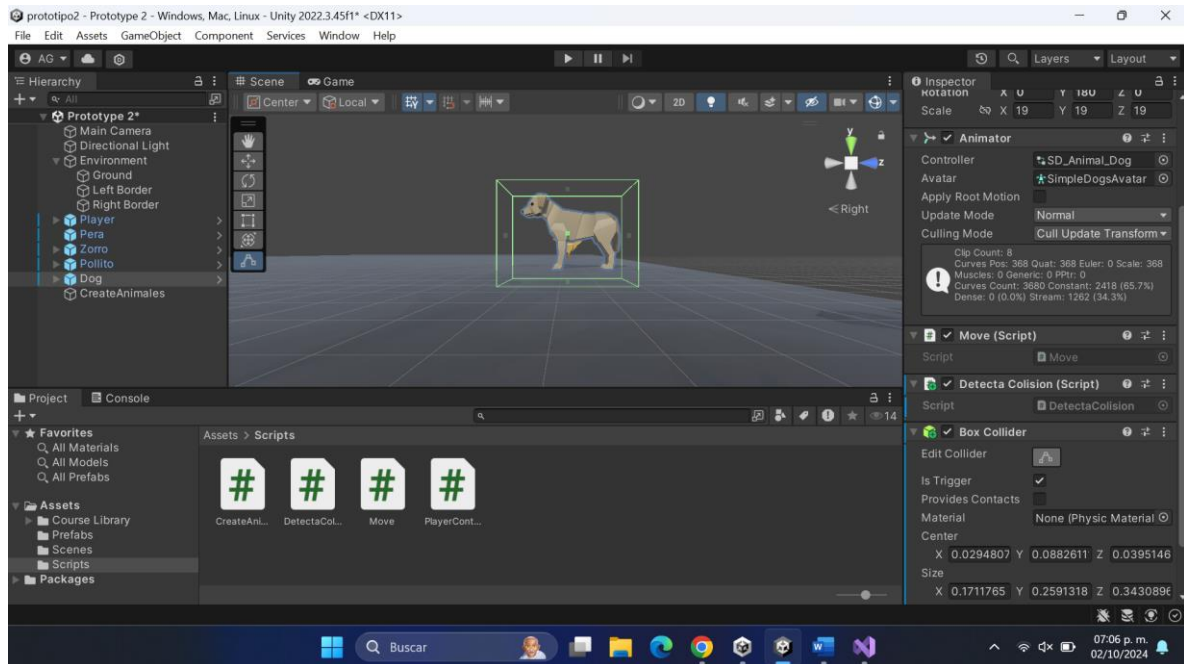 prototipo2 - Prototype 2 - Windows, Mac, Linux - Unity 2022.3.45f1* <DX11>
File Edit Assets GameObject Component Services Window Help
AG Layers Layout
Hierarchy
All
Prototype 2*
Main Camera
Directional Light
Environment
Ground
Left Border
Right Border
Player
Pera
Zorro
Pollito
Dog
CreateAnimales
Scene Game
Center Local 2D
y
z
Right
Inspector
Rotation X 0 Y 180 Z 0
Scale X 19 Y 19 Z 19
Animator
Controller SD_Animal_Dog
Avatar SimpleDogsAvatar
Apply Root Motion
Update Mode Normal
Culling Mode Cull Update Transform
Clip Count: 8
Curves Pos: 368 Quat: 368 Euler: 0 Scale: 368
Muscles: 0 Generic: 0 PPtr: 0
Curves Count: 3680 Constant: 2418 (65.7%)
Dense: 0 (0.0%) Stream: 1262 (34.3%)
# Move (Script)
Script Move
Detecta Colision (Script)
Script DetectaColision
Box Collider
Edit Collider
Is Trigger
Provides Contacts
Material None (Physic Material
Center
X 0.0294807 Y 0.0882611 Z 0.0395146
Size
X 0.1711765 Y 0.2591318 Z 0.3430896
Project Console
14
Favorites
All Materials
All Models
All Prefabs
Assets
Course Library
Prefabs
Scenes
Scripts
Packages
Assets > Scripts
# # # #
CreateAni... DetectaCol... Move PlayerCont...
Buscar
07:06 p. m.
02/10/2024